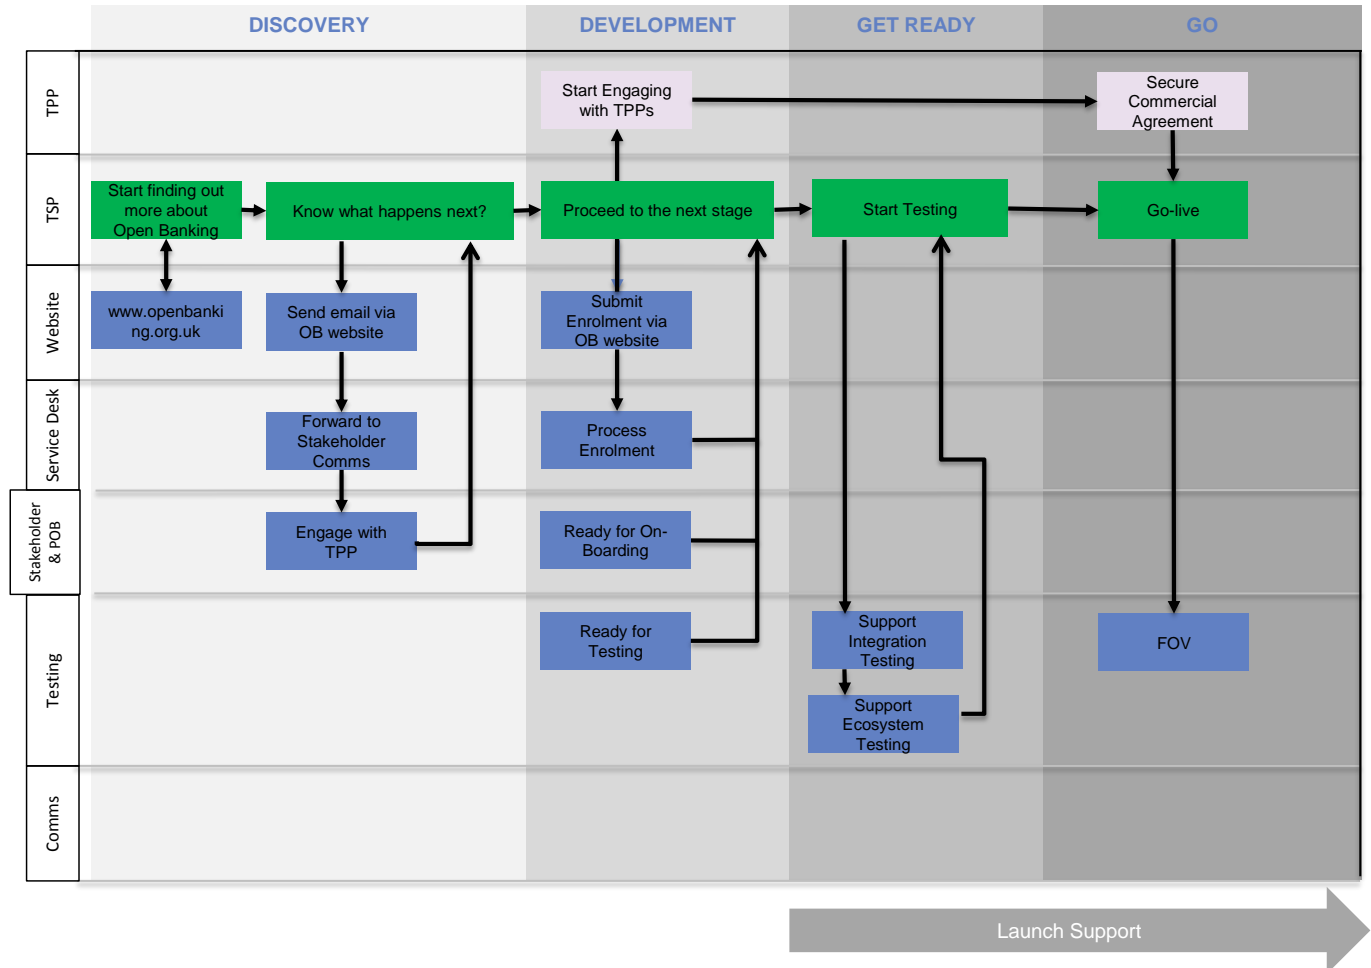 DISCOVERY
DEVELOPMENT
GET READY
GO
TPP
Start Engaging
with TPPs
Secure
Commercial
Agreement
TSP
Start finding out
more about
Open Banking
Know what happens next?
Proceed to the next stage
Start Testing
Go-live
Website
www.openbanki
ng.org.uk
Send email via
OB website
Submit
Enrolment via
OB website
Service Desk
Forward to
Stakeholder
Comms
Process
Enrolment
Stakeholder
& POB
Engage with
TPP
Ready for On-
Boarding
Testing
Ready for
Testing
Support
Integration
Testing
FOV
Support
Ecosystem
Testing
Comms
Launch Support